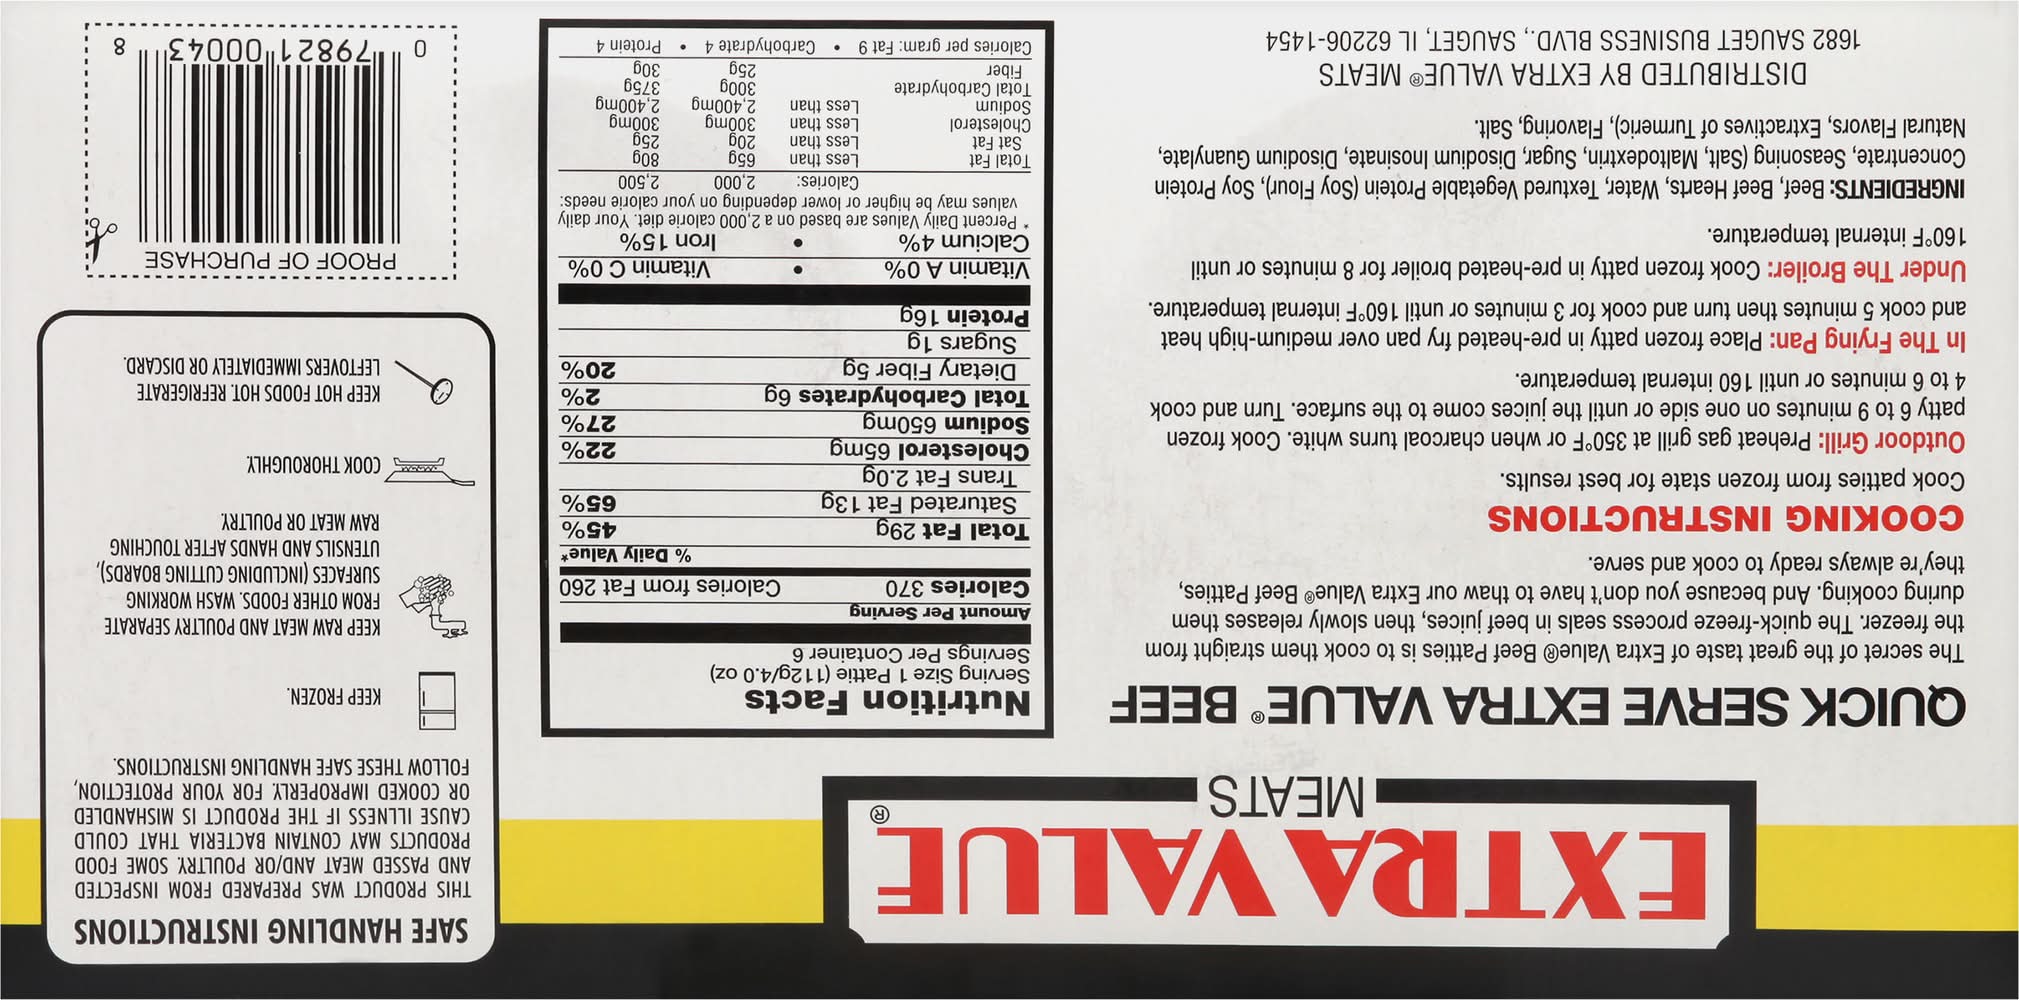 EXTRA VALUE®
MEATS
QUICK SERVE EXTRA VALUE® BEEF
The secret of the great taste of Extra Value® Beef Patties is to cook them straight from
the freezer. The quick-freeze process seals in beef juices, then slowly releases them
during cooking. And because you don't have to thaw our Extra Value® Beef Patties,
they're always ready to cook and serve.
COOKING INSTRUCTIONS
Cook patties from frozen state for best results.
Outdoor Grill: Preheat gas grill at 350°F or when charcoal turns white. Cook frozen
patty 6 to 9 minutes on one side or until the juices come to the surface. Turn and cook
4 to 6 minutes or until 160 internal temperature.
In The Frying Pan: Place frozen patty in pre-heated fry pan over medium-high heat
and cook 5 minutes then turn and cook for 3 minutes or until 160°F internal temperature.
Under The Broiler: Cook frozen patty in pre-heated broiler for 8 minutes or until
160°F internal temperature.
INGREDIENTS: Beef, Beef Hearts, Water, Textured Vegetable Protein (Soy Flour), Soy Protein
Concentrate, Seasoning (Salt, Maltodextrin, Sugar, Disodium Inosinate, Disodium Guanylate,
Natural Flavors, Extractives of Turmeric), Flavoring, Salt.
DISTRIBUTED BY EXTRA VALUE® MEATS
1682 SAUGET BUSINESS BLVD., SAUGET, IL 62206-1454
Nutrition Facts
Serving Size 1 Pattie (112g/4.0 oz)
Servings Per Container 6
Amount Per Serving
Calories 370 Calories from Fat 260
% Daily Value*
Total Fat 29g 45%
Saturated Fat 13g 65%
Trans Fat 2.0g
Cholesterol 65mg 22%
Sodium 650mg 27%
Total Carbohydrates 6g 2%
Dietary Fiber 5g 20%
Sugars 1g
Protein 16g
Vitamin A 0% • Vitamin C 0%
Calcium 4% • Iron 15%
* Percent Daily Values are based on a 2,000 calorie diet. Your daily
values may be higher or lower depending on your calorie needs:
Calories: 2,000 2,500
Total Fat Less than 65g 80g
Sat Fat Less than 20g 25g
Cholesterol Less than 300mg 300mg
Sodium Less than 2,400mg 2,400mg
Total Carbohydrate 300g 375g
Fiber 25g 30g
Calories per gram: Fat 9 • Carbohydrate 4 • Protein 4
SAFE HANDLING INSTRUCTIONS
THIS PRODUCT WAS PREPARED FROM INSPECTED
AND PASSED MEAT AND/OR POULTRY. SOME FOOD
PRODUCTS MAY CONTAIN BACTERIA THAT COULD
CAUSE ILLNESS IF THE PRODUCT IS MISHANDLED
OR COOKED IMPROPERLY. FOR YOUR PROTECTION,
FOLLOW THESE SAFE HANDLING INSTRUCTIONS.
KEEP FROZEN.
KEEP RAW MEAT AND POULTRY SEPARATE
FROM OTHER FOODS. WASH WORKING
SURFACES (INCLUDING CUTTING BOARDS),
UTENSILS AND HANDS AFTER TOUCHING
RAW MEAT OR POULTRY.
COOK THOROUGHLY.
KEEP HOT FOODS HOT. REFRIGERATE
LEFTOVERS IMMEDIATELY OR DISCARD.
PROOF OF PURCHASE
0 79821 00043 8